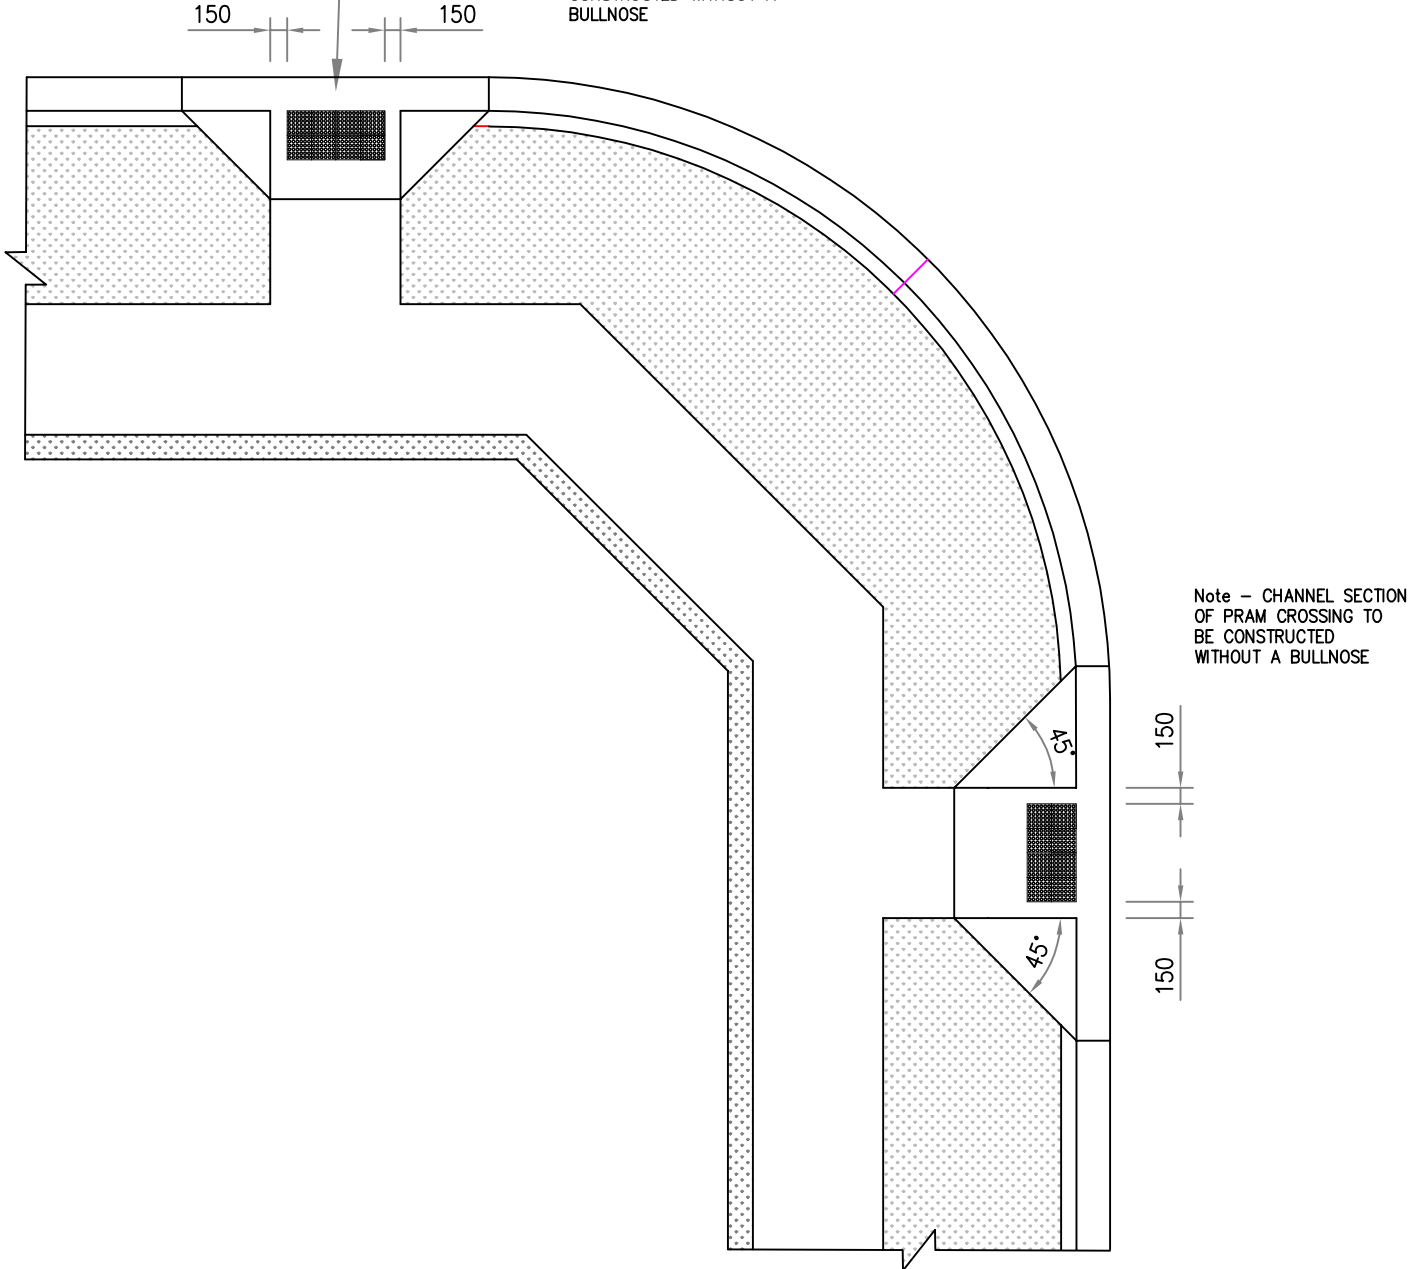 150
150
BULLNOSE
Note – CHANNEL SECTION
OF PRAM CROSSING TO
BE CONSTRUCTED
WITHOUT A BULLNOSE
150
45°
45°
150